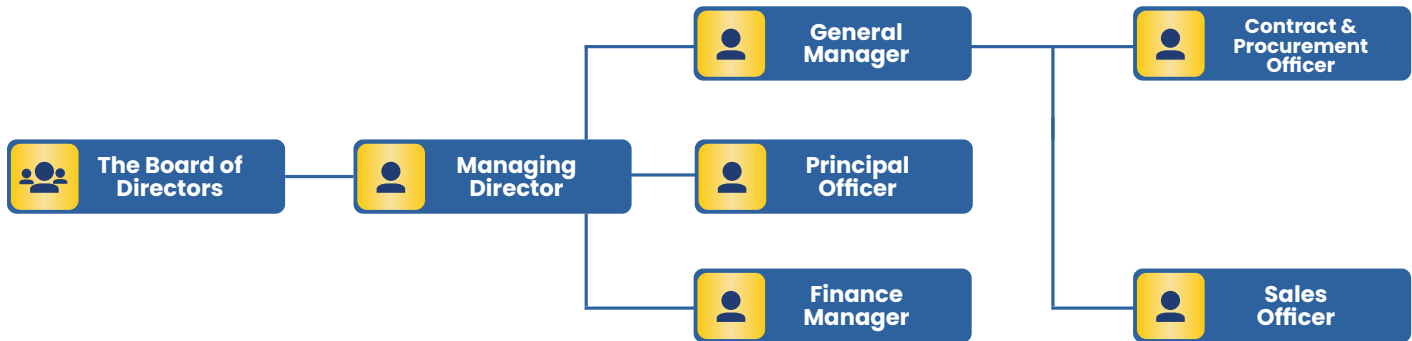 The Board of
Directors
Managing
Director
General
Manager
Principal
Officer
Finance
Manager
Contract &
Procurement
Officer
Sales
Officer